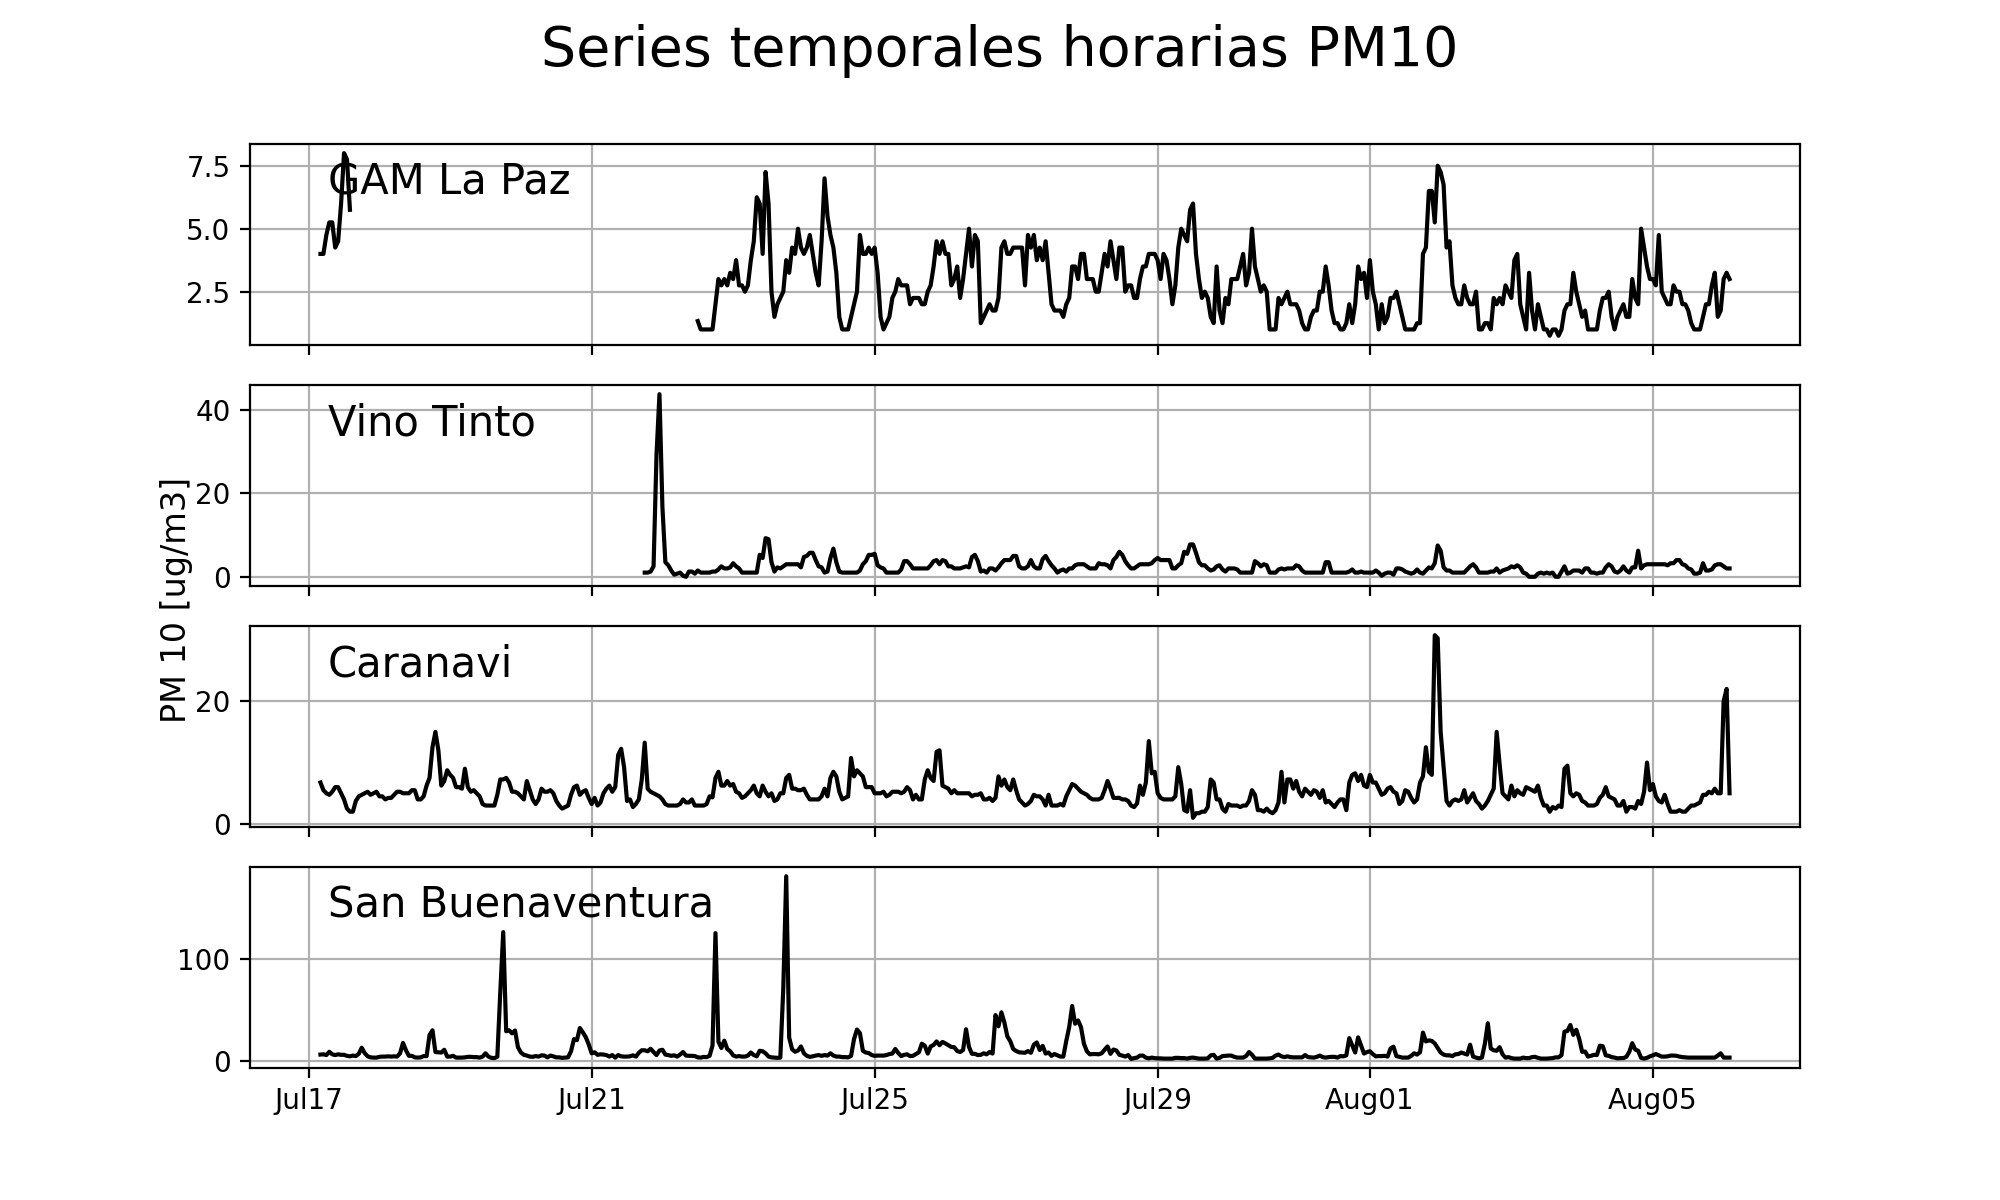 Series temporales horarias PM10
GAM La Paz
7.5
5.0
2.5
Vino Tinto
40
20
0
PM 10 [ug/m3]
Caranavi
20
0
San Buenaventura
100
0
Jul17 Jul21 Jul25 Jul29 Aug01 Aug05